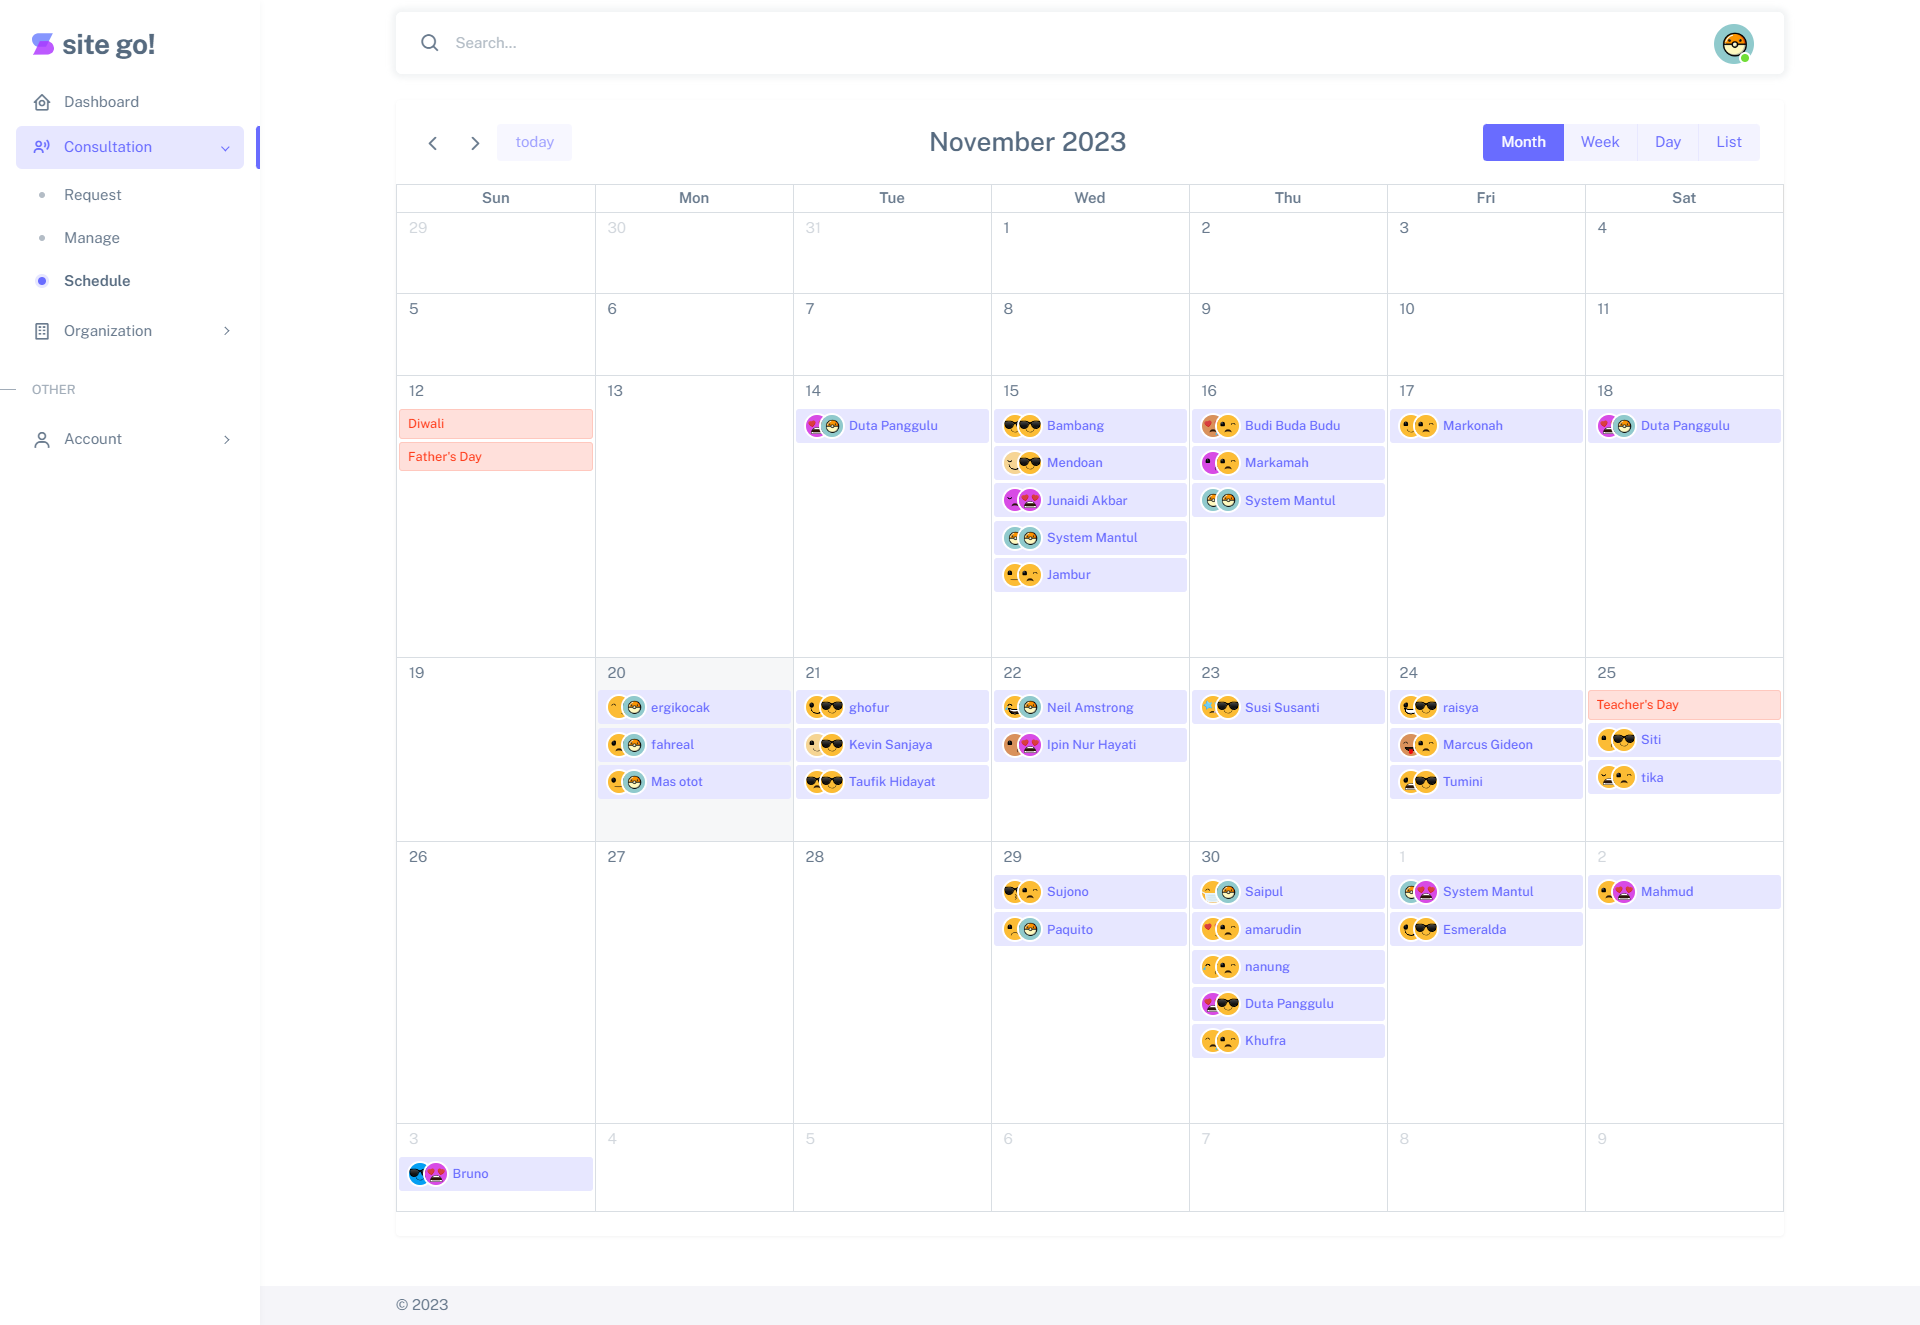 site go!
Search...
Dashboard
Consultation
Request
Manage
Schedule
Organization
OTHER
Account
today
November 2023
Month Week Day List
Sun Mon Tue Wed Thu Fri Sat
29 30 31 1 2 3 4
5 6 7 8 9 10 11
12 13 14 15 16 17 18
Diwali
Father's Day
Duta Panggulu
Bambang
Mendoan
Junaidi Akbar
System Mantul
Jambur
Budi Buda Budu
Markamah
System Mantul
Markonah
Duta Panggulu
19 20 21 22 23 24 25
ergikocak
fahreal
Mas otot
ghofur
Kevin Sanjaya
Taufik Hidayat
Neil Amstrong
Ipin Nur Hayati
Susi Susanti
raisya
Marcus Gideon
Tumini
Teacher's Day
Siti
tika
26 27 28 29 30 1 2
Sujono
Paquito
Saipul
amarudin
nanung
Duta Panggulu
Khufra
System Mantul
Esmeralda
Mahmud
3 4 5 6 7 8 9
Bruno
© 2023